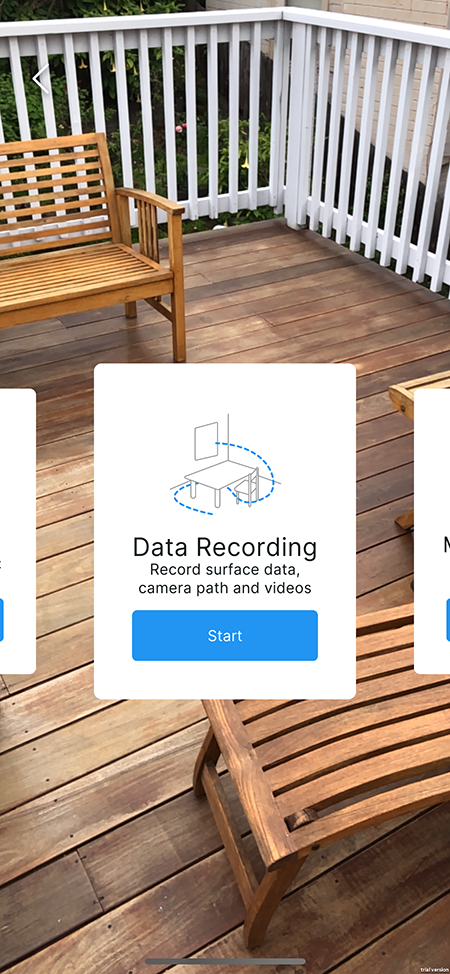 Data Recording
Record surface data,
camera path and videos
Start
trial version